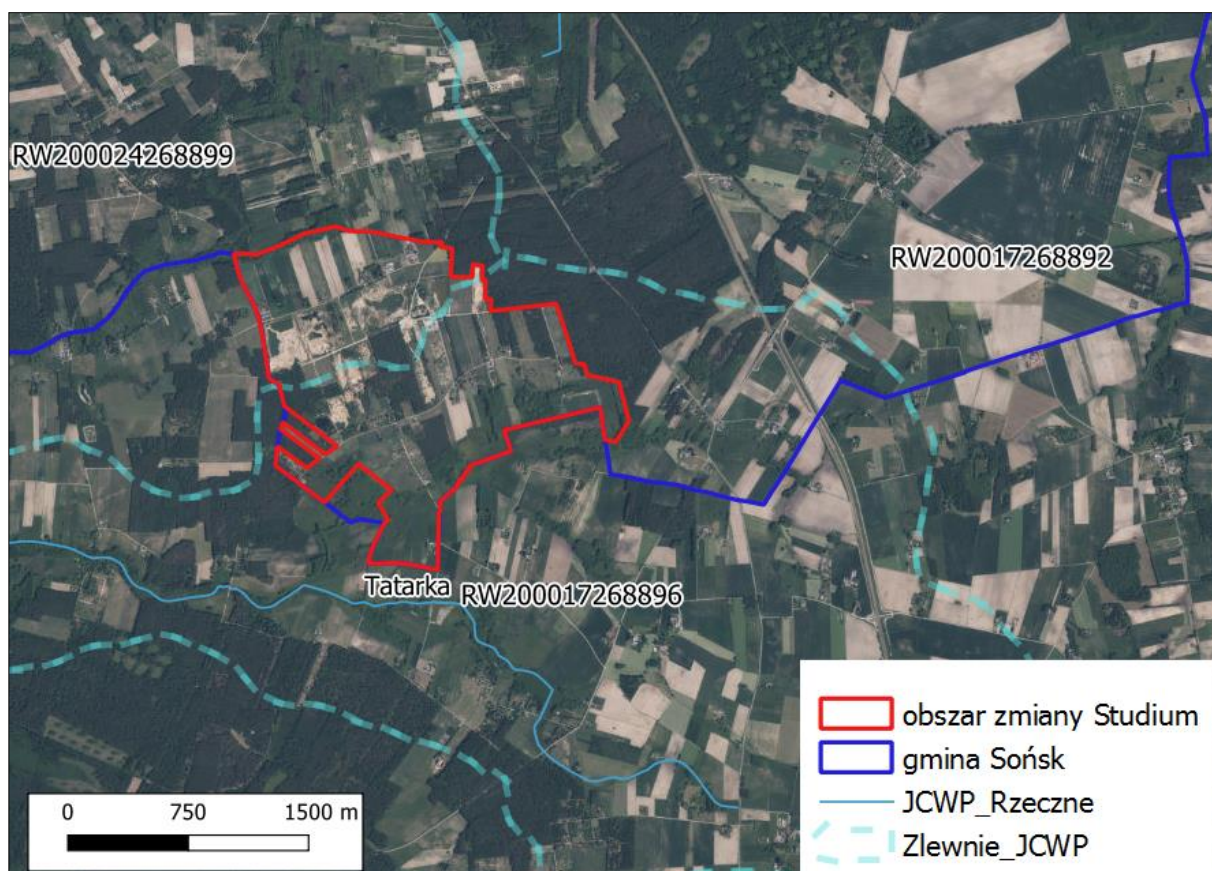 RW200024268899
RW200017268892
Tatarka
RW200017268896
obszar zmiany Studium
gmina Sońsk
JCWP_Rzeczne
Zlewnie_JCWP
0 750 1500 m